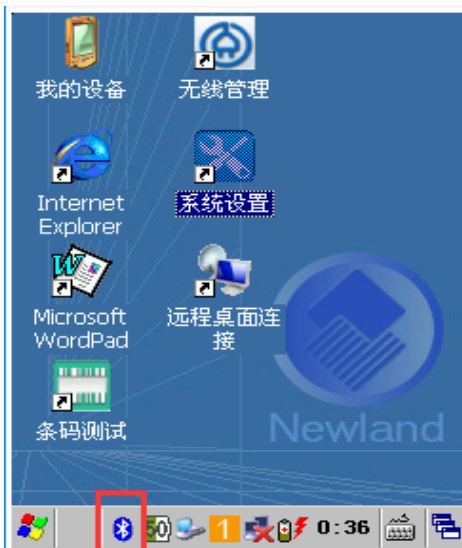 我的设备
无线管理
Internet
Explorer
系统设置
Microsoft
WordPad
远程桌面连
接
条码测试
Newland
50
1
0:36